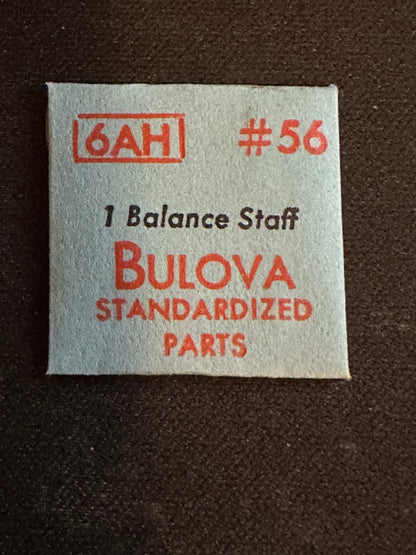 6AH #56
1 Balance Staff
BULOVA
STANDARDIZED
PARTS